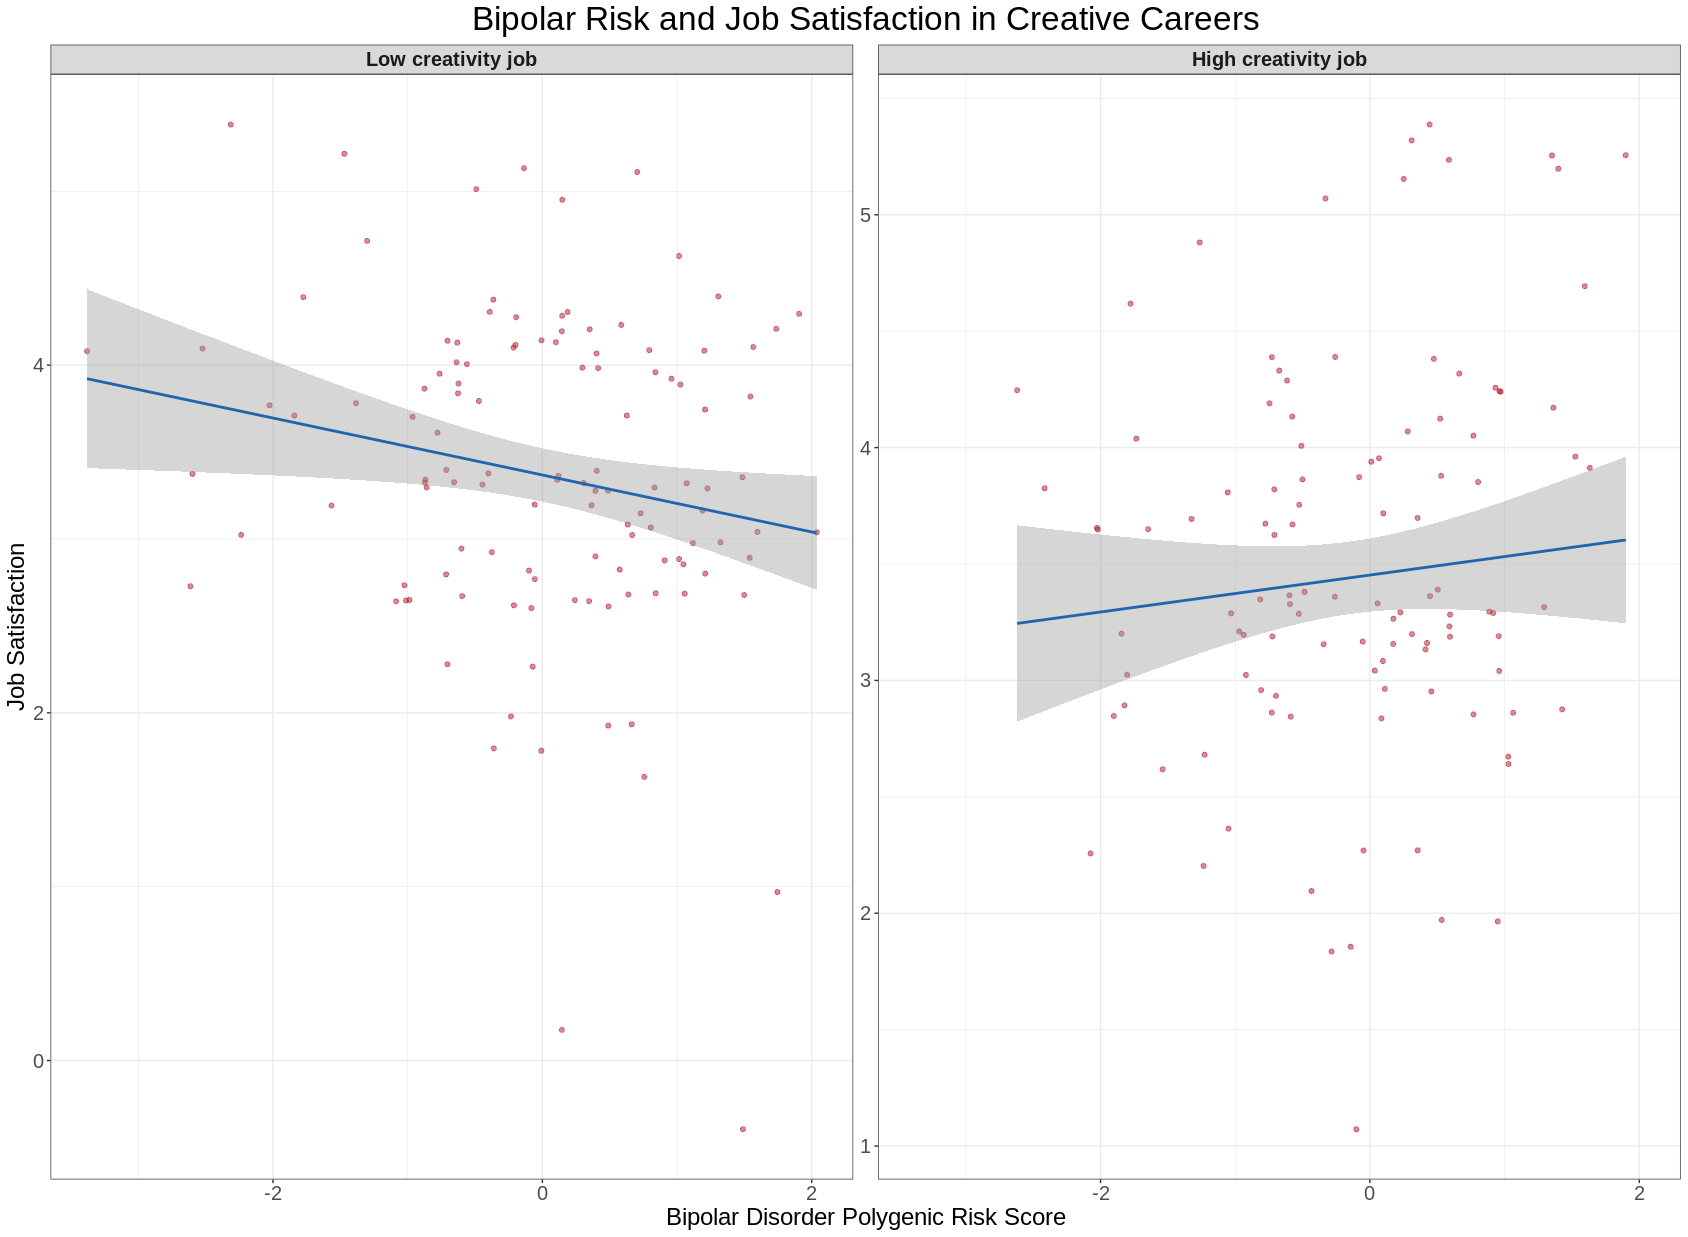 Bipolar Risk and Job Satisfaction in Creative Careers
Low creativity job
High creativity job
Job Satisfaction
4
2
0
5
4
3
2
1
-2 0 2
-2 0 2
Bipolar Disorder Polygenic Risk Score